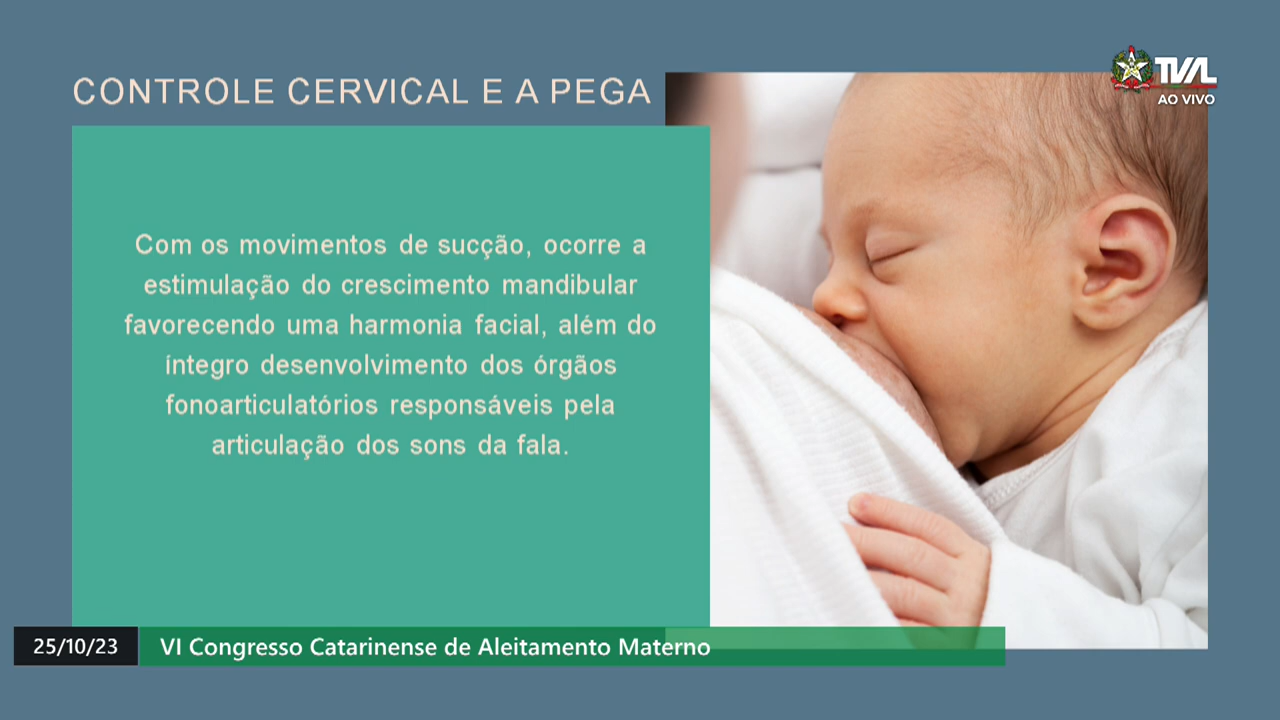 CONTROLE CERVICAL E A PEGA
TVAL
AO VIVO
Com os movimentos de sucção, ocorre a
estimulação do crescimento mandibular
favorecendo uma harmonia facial, além do
íntegro desenvolvimento dos órgãos
fonoarticulatórios responsáveis pela
articulação dos sons da fala.
25/10/23
VI Congresso Catarinense de Aleitamento Materno